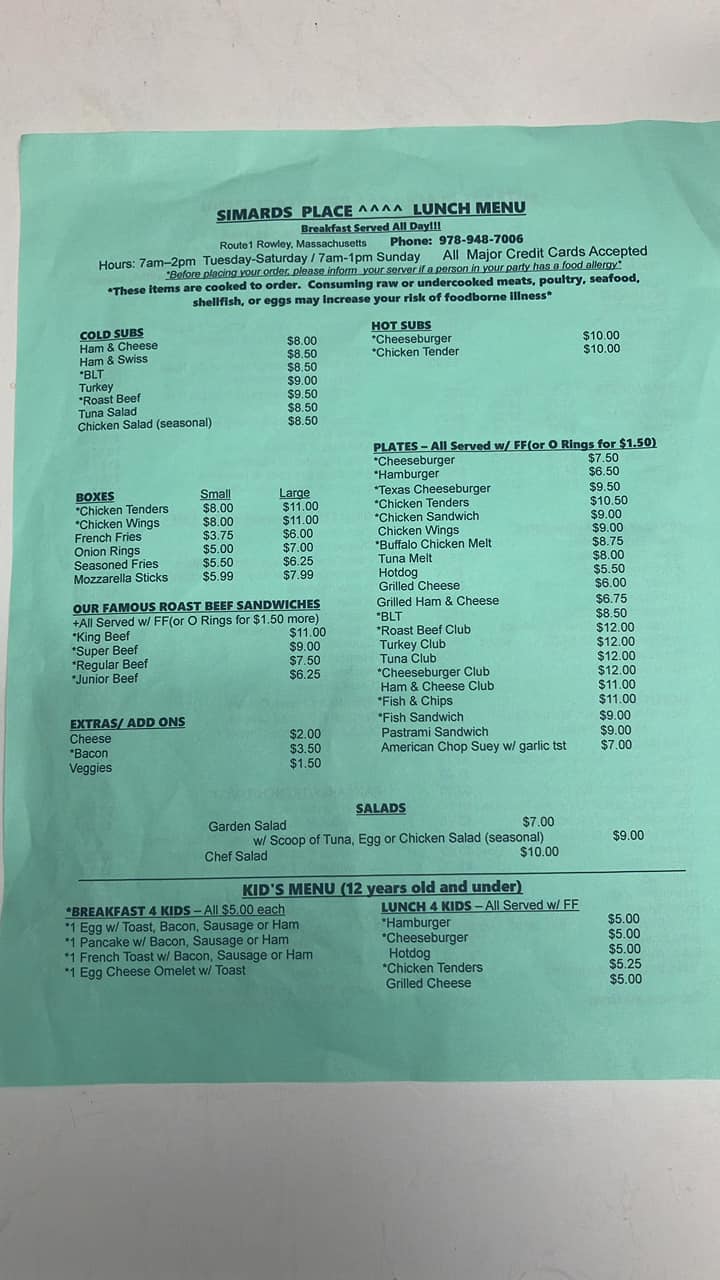 SIMARDS PLACE ^^^^ LUNCH MENU
Breakfast Served All Day!!!
Route1 Rowley, Massachusetts Phone: 978-948-7006
Hours: 7am–2pm Tuesday-Saturday / 7am-1pm Sunday All Major Credit Cards Accepted
*Before placing your order, please inform your server if a person in your party has a food allergy*
*These items are cooked to order. Consuming raw or undercooked meats, poultry, seafood,
shellfish, or eggs may increase your risk of foodborne illness*
COLD SUBS
Ham & Cheese $8.00
Ham & Swiss $8.50
*BLT $8.50
Turkey $9.00
*Roast Beef $9.50
Tuna Salad $8.50
Chicken Salad (seasonal) $8.50
HOT SUBS
*Cheeseburger $10.00
*Chicken Tender $10.00
BOXES Small Large
*Chicken Tenders $8.00 $11.00
*Chicken Wings $8.00 $11.00
French Fries $3.75 $6.00
Onion Rings $5.00 $7.00
Seasoned Fries $5.50 $6.25
Mozzarella Sticks $5.99 $7.99
OUR FAMOUS ROAST BEEF SANDWICHES
+All Served w/ FF(or O Rings for $1.50 more)
*King Beef $11.00
*Super Beef $9.00
*Regular Beef $7.50
*Junior Beef $6.25
EXTRAS/ ADD ONS
Cheese $2.00
*Bacon $3.50
Veggies $1.50
PLATES – All Served w/ FF(or O Rings for $1.50)
*Cheeseburger $7.50
*Hamburger $6.50
*Texas Cheeseburger $9.50
*Chicken Tenders $10.50
*Chicken Sandwich $9.00
Chicken Wings $9.00
*Buffalo Chicken Melt $8.75
Tuna Melt $8.00
Hotdog $5.50
Grilled Cheese $6.00
Grilled Ham & Cheese $6.75
*BLT $8.50
*Roast Beef Club $12.00
Turkey Club $12.00
Tuna Club $12.00
*Cheeseburger Club $12.00
Ham & Cheese Club $11.00
*Fish & Chips $11.00
*Fish Sandwich $9.00
Pastrami Sandwich $9.00
American Chop Suey w/ garlic tst $7.00
SALADS
Garden Salad $7.00
w/ Scoop of Tuna, Egg or Chicken Salad (seasonal) $9.00
Chef Salad $10.00
KID'S MENU (12 years old and under)
*BREAKFAST 4 KIDS – All $5.00 each
*1 Egg w/ Toast, Bacon, Sausage or Ham
*1 Pancake w/ Bacon, Sausage or Ham
*1 French Toast w/ Bacon, Sausage or Ham
*1 Egg Cheese Omelet w/ Toast
LUNCH 4 KIDS – All Served w/ FF
*Hamburger $5.00
*Cheeseburger $5.00
Hotdog $5.00
*Chicken Tenders $5.25
Grilled Cheese $5.00